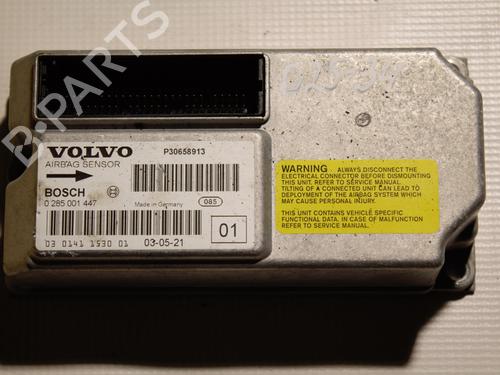 B-PARTS
VOLVO
P30658913
AIRBAG SENSOR
BOSCH
0 285 001 447
Made in Germany
085
03 0141 1530 01
03-05-21
01
WARNING ALWAYS DISCONNECT THE
ELECTRICAL CONNECTOR BEFORE DISMOUNTING
THIS UNIT, REFER TO SERVICE MANUAL.
TILTING OF A CONNECTED UNIT CAN LEAD TO
DEPLOYMENT OF THE AIRBAG SYSTEM WHICH
MAY CAUSE PERSONAL INJURY.
THIS UNIT CONTAINS VEHICLE SPECIFIC
FUNCTIONAL DATA. IN CASE OF MALFUNCTION
REFER TO SERVICE MANUAL.